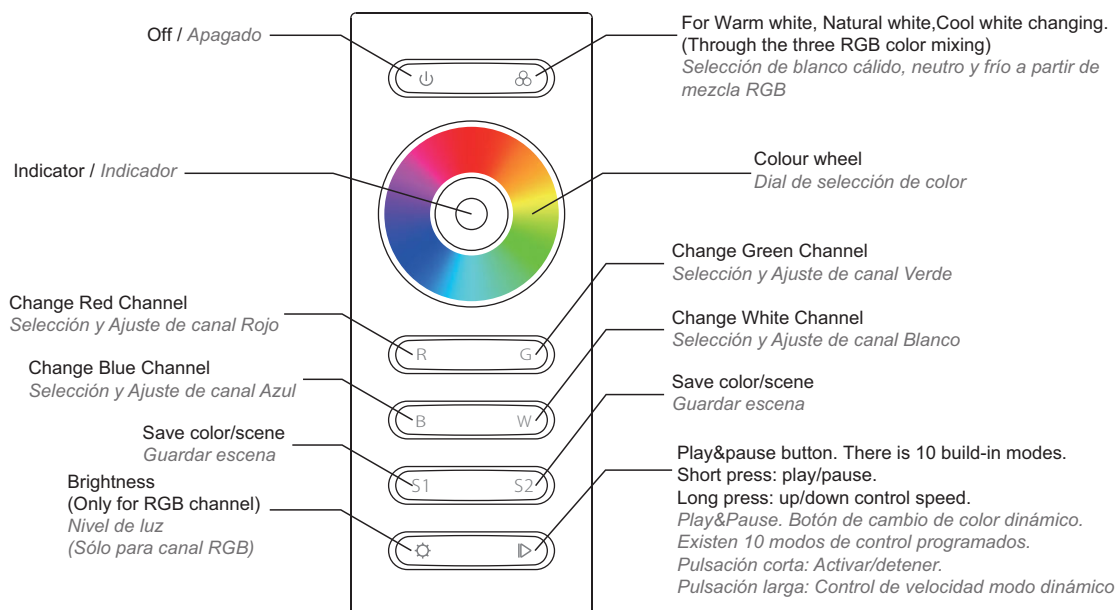 Off / Apagado
For Warm white, Natural white,Cool white changing.
(Through the three RGB color mixing)
Selección de blanco cálido, neutro y frío a partir de
mezcla RGB
Indicator / Indicador
Colour wheel
Dial de selección de color
Change Green Channel
Selección y Ajuste de canal Verde
Change Red Channel
Selección y Ajuste de canal Rojo
Change White Channel
Selección y Ajuste de canal Blanco
R G
Change Blue Channel
Selección y Ajuste de canal Azul
Save color/scene
Guardar escena
B W
Save color/scene
Guardar escena
S1 S2
Play&pause button. There is 10 build-in modes.
Short press: play/pause.
Long press: up/down control speed.
Play&Pause. Botón de cambio de color dinámico.
Existen 10 modos de control programados.
Pulsación corta: Activar/detener.
Pulsación larga: Control de velocidad modo dinámico
Brightness
(Only for RGB channel)
Nivel de luz
(Sólo para canal RGB)